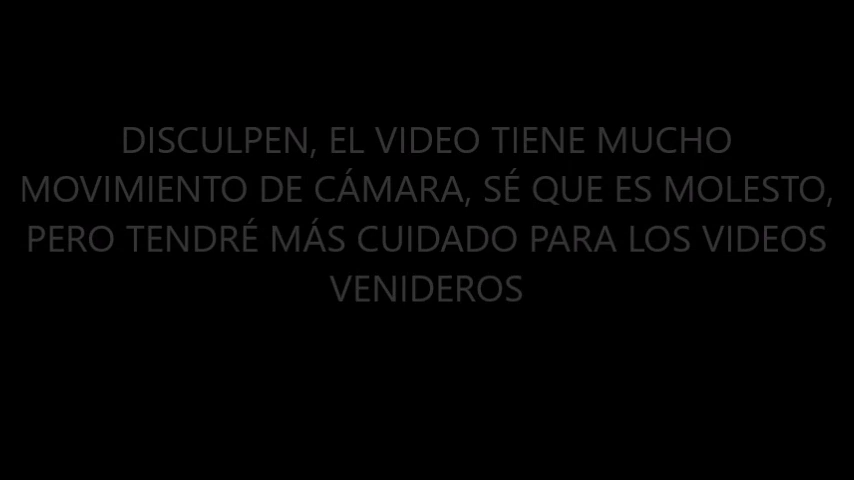 DISCULPEN, EL VIDEO TIENE MUCHO
MOVIMIENTO DE CÁMARA, SÉ QUE ES MOLESTO,
PERO TENDRÉ MÁS CUIDADO PARA LOS VIDEOS
VENIDEROS